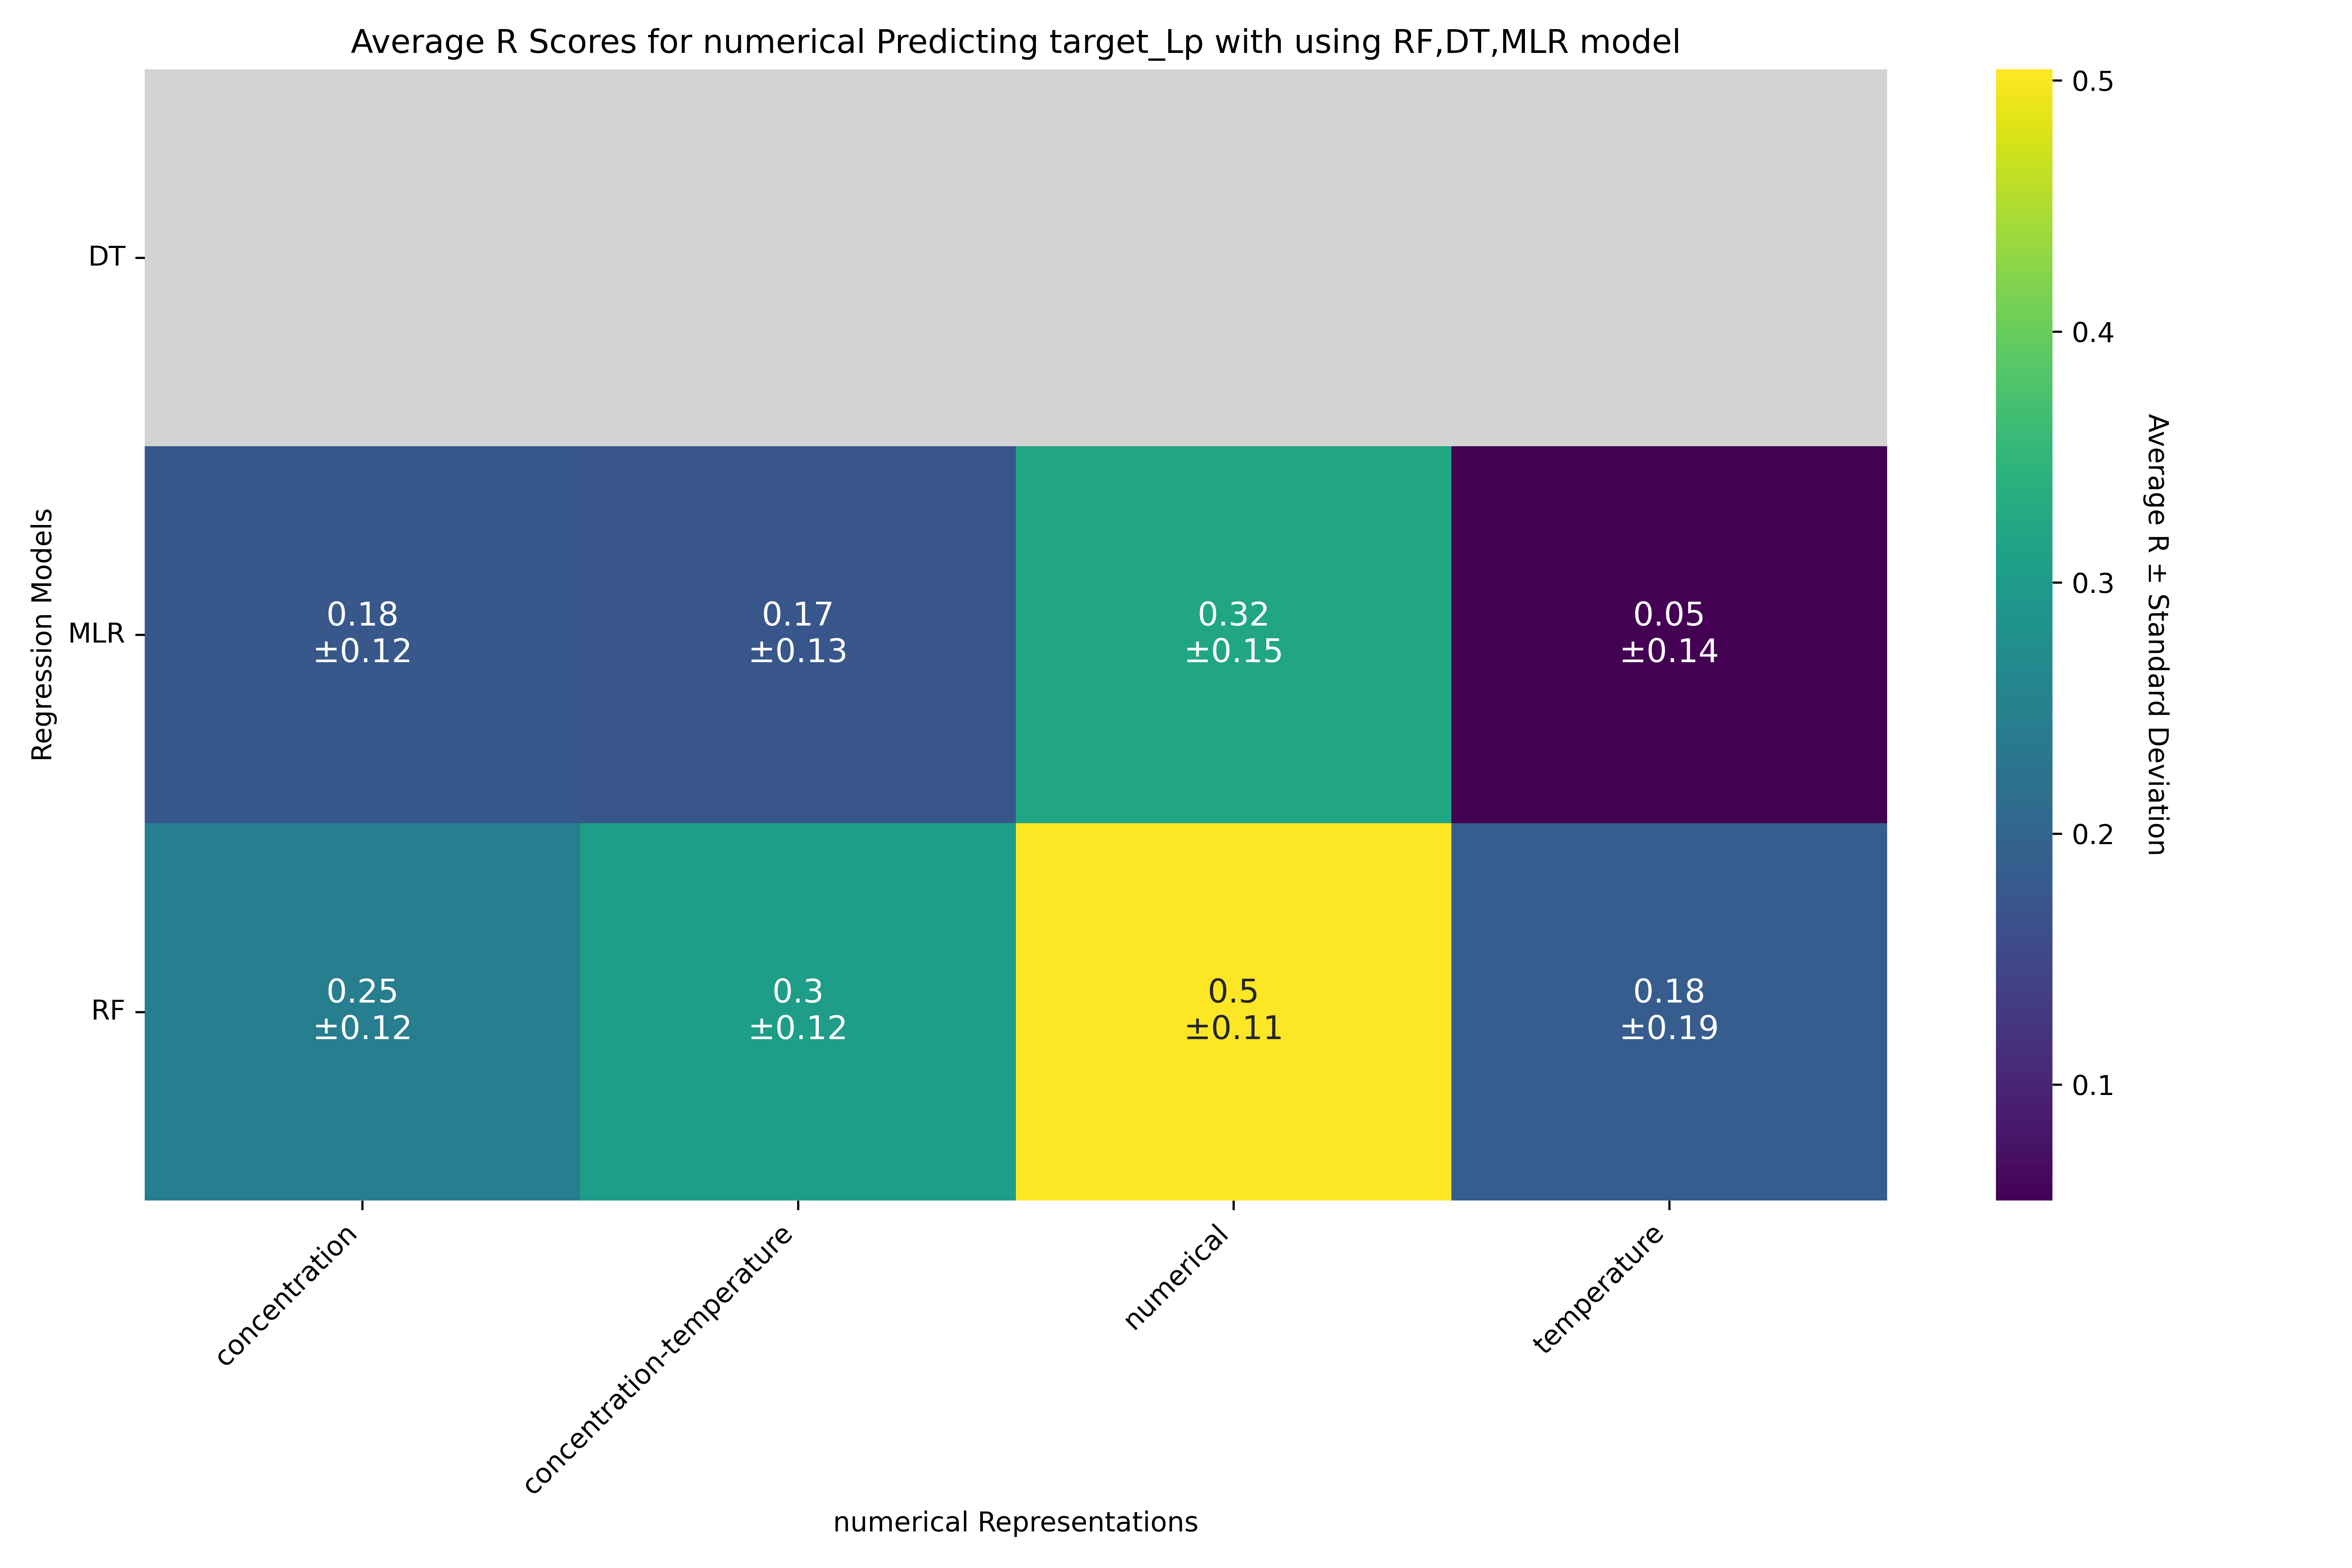 Average R Scores for numerical Predicting target_Lp with using RF,DT,MLR model
Regression Models
DT
MLR
RF
0.18
±0.12
0.17
±0.13
0.32
±0.15
0.05
±0.14
0.25
±0.12
0.3
±0.12
0.5
±0.11
0.18
±0.19
concentration
concentration-temperature
numerical
temperature
numerical Representations
0.5
0.4
0.3
0.2
0.1
Average R ± Standard Deviation